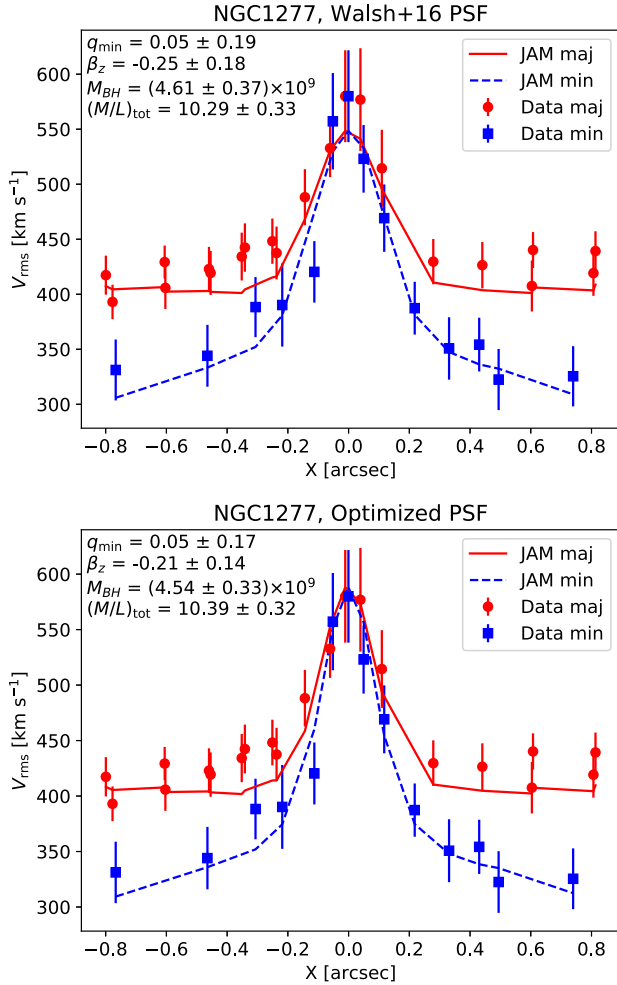 NGC1277, Walsh+16 PSF
q_min = 0.05 ± 0.19
β_z = -0.25 ± 0.18
M_BH = (4.61 ± 0.37)×10⁹
(M/L)_tot = 10.29 ± 0.33
JAM maj
JAM min
Data maj
Data min
600
550
500
450
400
350
300
V_rms [km s⁻¹]
−0.8 −0.6 −0.4 −0.2 0.0 0.2 0.4 0.6 0.8
X [arcsec]
NGC1277, Optimized PSF
q_min = 0.05 ± 0.17
β_z = -0.21 ± 0.14
M_BH = (4.54 ± 0.33)×10⁹
(M/L)_tot = 10.39 ± 0.32
JAM maj
JAM min
Data maj
Data min
600
550
500
450
400
350
300
V_rms [km s⁻¹]
−0.8 −0.6 −0.4 −0.2 0.0 0.2 0.4 0.6 0.8
X [arcsec]